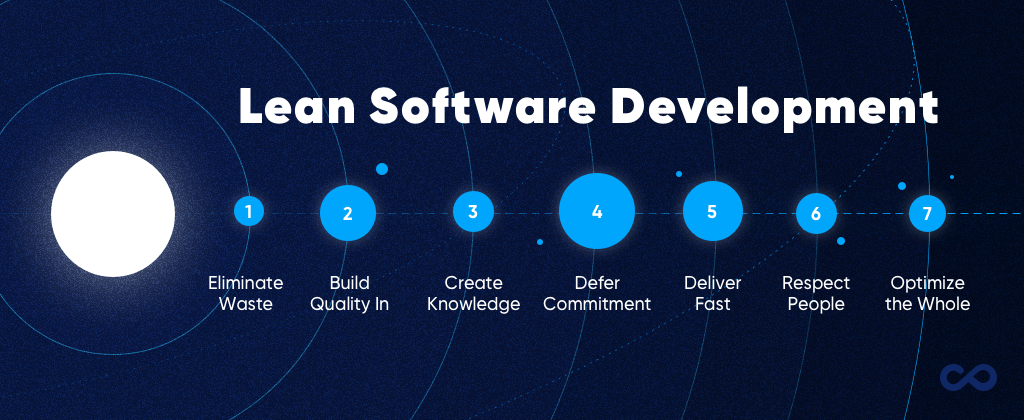 Lean Software Development
1
2
3
4
5
6
7
Eliminate
Waste
Build
Quality In
Create
Knowledge
Defer
Commitment
Deliver
Fast
Respect
People
Optimize
the Whole